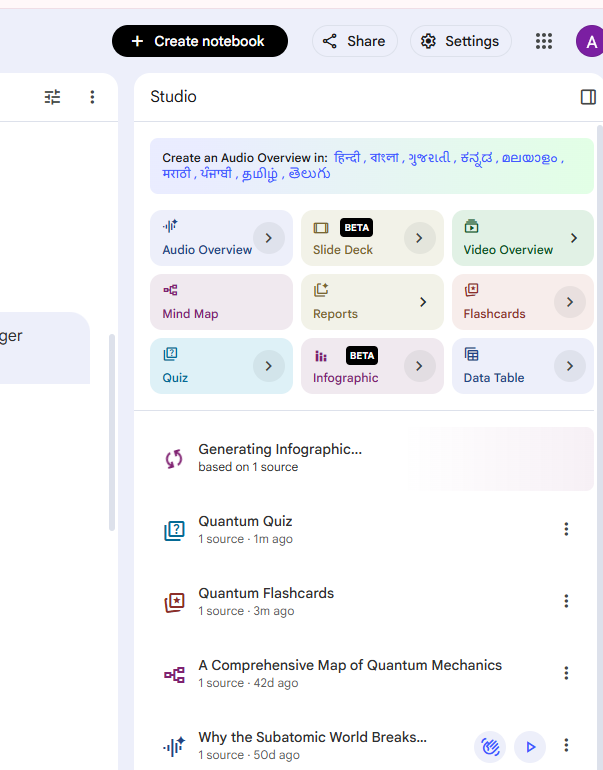 Create notebook
Share
Settings
A
Studio
Create an Audio Overview in: हिन्दी , বাংলা , ગુજરાતી , ಕನ್ನಡ , മലയാളം ,
मराठी , ਪੰਜਾਬੀ , தமிழ் , తెలుగు
Audio Overview
BETA
Slide Deck
Video Overview
Mind Map
Reports
Flashcards
ger
Quiz
BETA
Infographic
Data Table
Generating Infographic...
based on 1 source
Quantum Quiz
1 source · 1m ago
Quantum Flashcards
1 source · 3m ago
A Comprehensive Map of Quantum Mechanics
1 source · 42d ago
Why the Subatomic World Breaks...
1 source · 50d ago